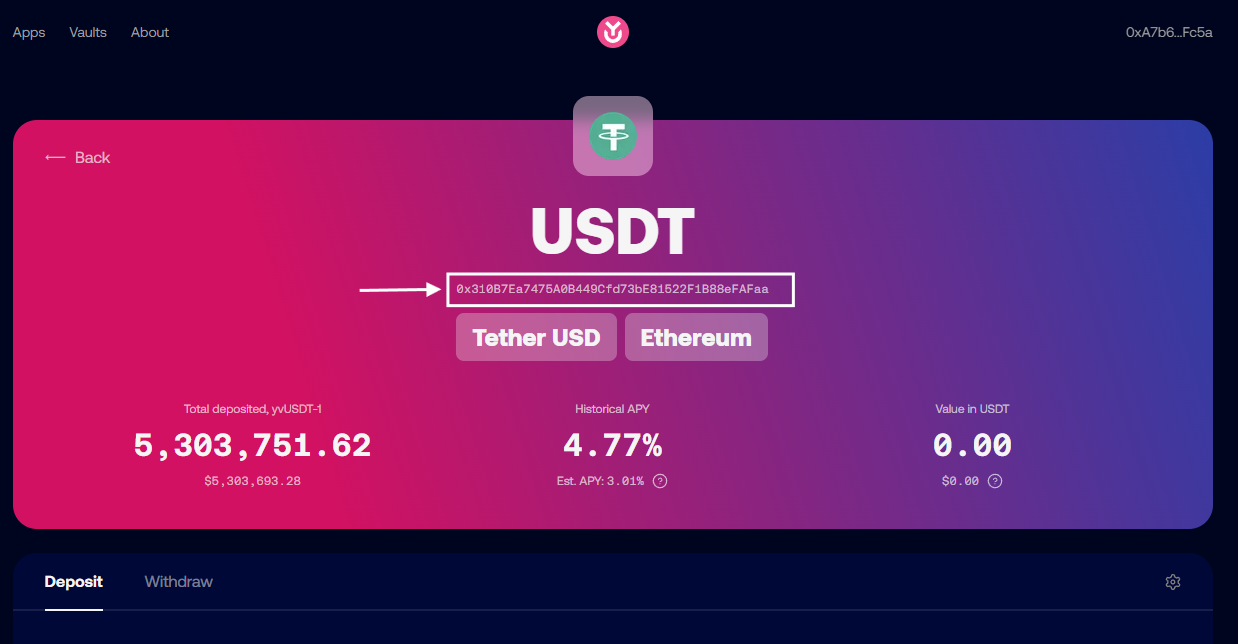 Apps Vaults About
0xA7b6...Fc5a
Back
USDT
0x310B7Ea7475A0B449Cfd73bE81522F1B88eFAFaa
Tether USD Ethereum
Total deposited, yvUSDT-1 Historical APY Value in USDT
5,303,751.62 4.77% 0.00
$5,303,693.28 Est. APY: 3.01% ? $0.00 ?
Deposit Withdraw